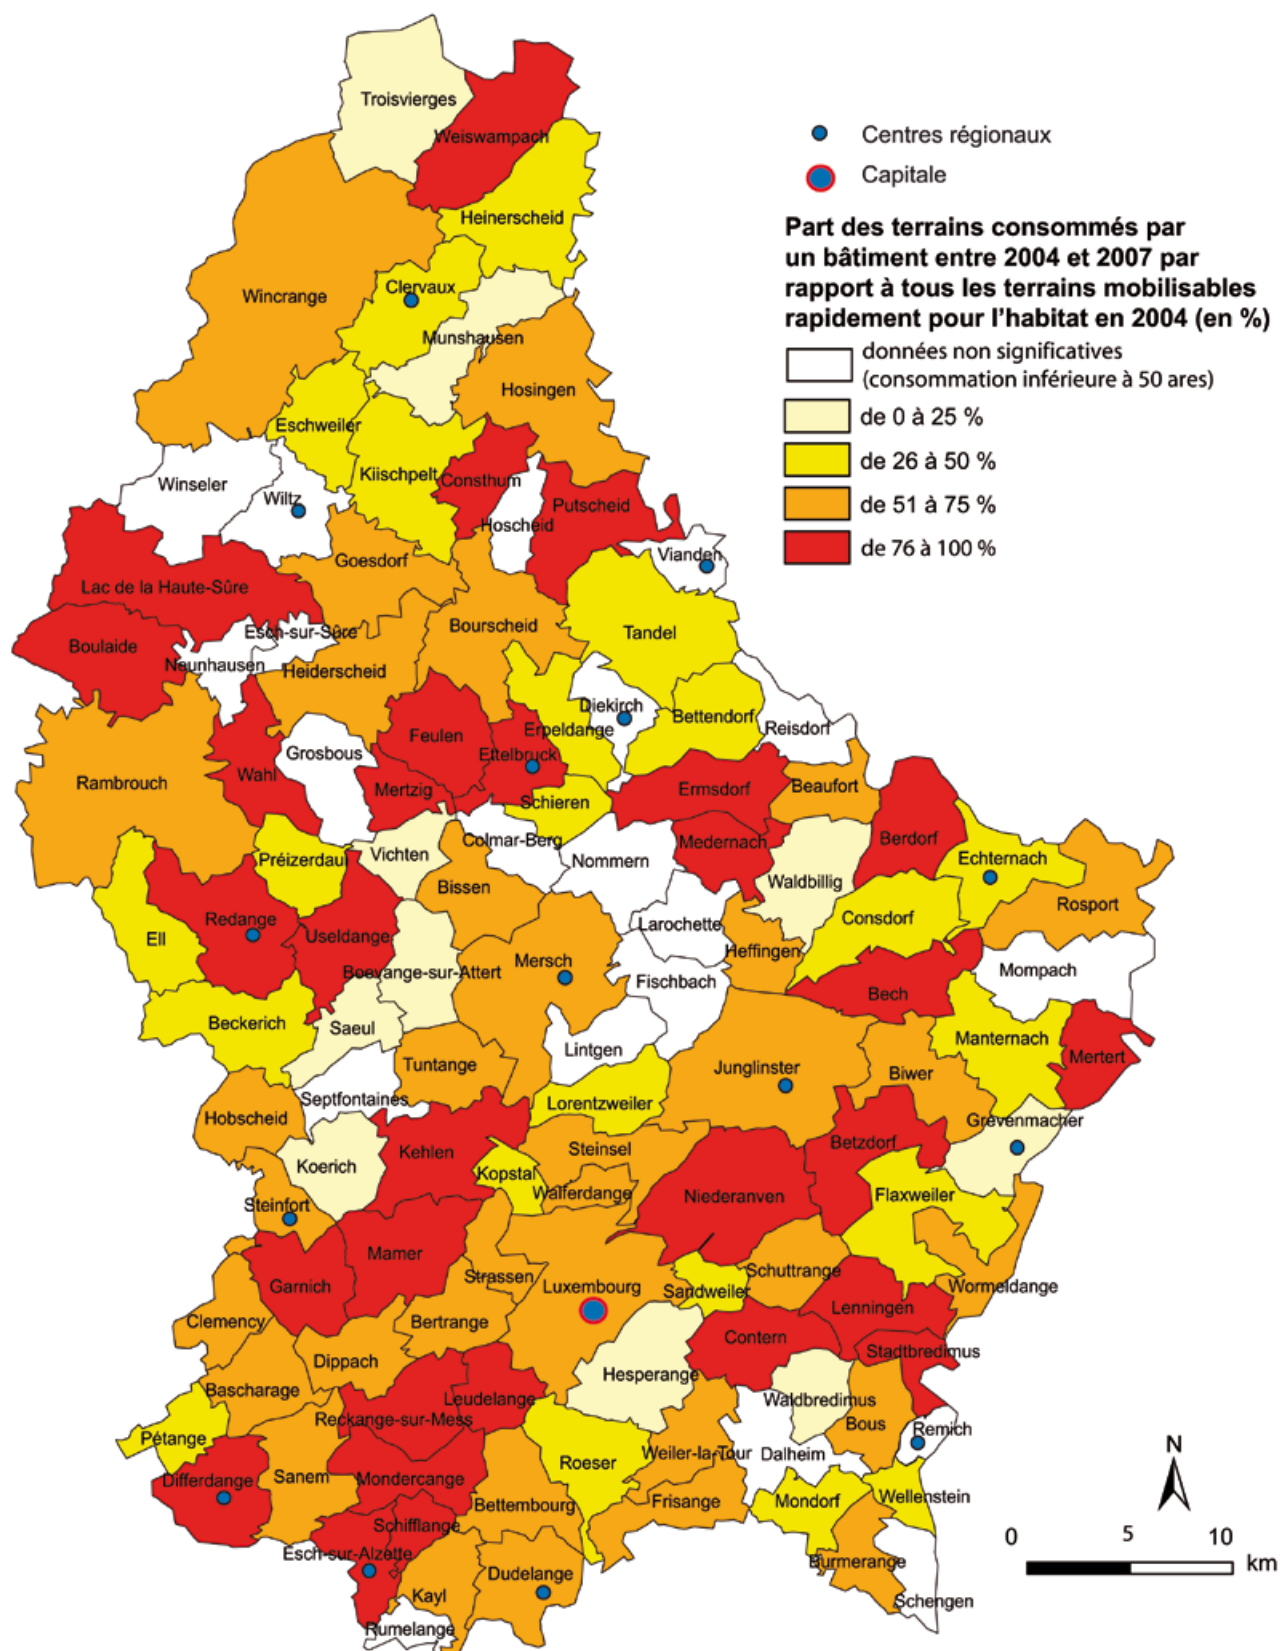 Troisvierges
Weiswampach
Heinerscheid
Wincrange
Clervaux
Munshausen
Hosingen
Eschweiler
Kiischpelt
Consthum
Winseler
Wiltz
Hoscheid
Putscheid
Vianden
Goesdorf
Lac de la Haute-Sûre
Bourscheid
Esch-sur-Sûre
Tandel
Boulaide
Neunhausen
Heiderscheid
Diekirch
Bettendorf
Reisdorf
Erpeldange
Feulen
Ettelbruck
Grosbous
Wahl
Rambrouch
Mertzig
Schieren
Ermsdorf
Beaufort
Colmar-Berg
Medernach
Berdorf
Préizerdaul
Vichten
Nommern
Echternach
Waldbillig
Bissen
Rosport
Redange
Consdorf
Larochette
Useldange
Ell
Heffingen
Mersch
Boevange-sur-Attert
Mompach
Fischbach
Bech
Beckerich
Saeul
Manternach
Lintgen
Mertert
Tuntange
Junglinster
Biwer
Septfontaines
Lorentzweiler
Hobscheid
Grevenmacher
Betzdorf
Steinsel
Kehlen
Koerich
Kopstal
Walferdange
Niederanven
Flaxweiler
Steinfort
Mamer
Schuttrange
Strassen
Garnich
Luxembourg
Sandweiler
Wormeldange
Lenningen
Clemency
Bertrange
Contern
Stadtbredimus
Dippach
Hesperange
Bascharage
Leudelange
Waldbredimus
Reckange-sur-Mess
Bous
Remich
Pétange
Weiler-la-Tour
Dalheim
Roeser
Differdange
Sanem
Mondercange
Wellenstein
Bettembourg
Frisange
Mondorf
Schifflange
Esch-sur-Alzette
Burmerange
Dudelange
Kayl
Schengen
Rumelange
Centres régionaux
Capitale
Part des terrains consommés par
un bâtiment entre 2004 et 2007 par
rapport à tous les terrains mobilisables
rapidement pour l'habitat en 2004 (en %)
données non significatives
(consommation inférieure à 50 ares)
de 0 à 25 %
de 26 à 50 %
de 51 à 75 %
de 76 à 100 %
N
0 5 10
km